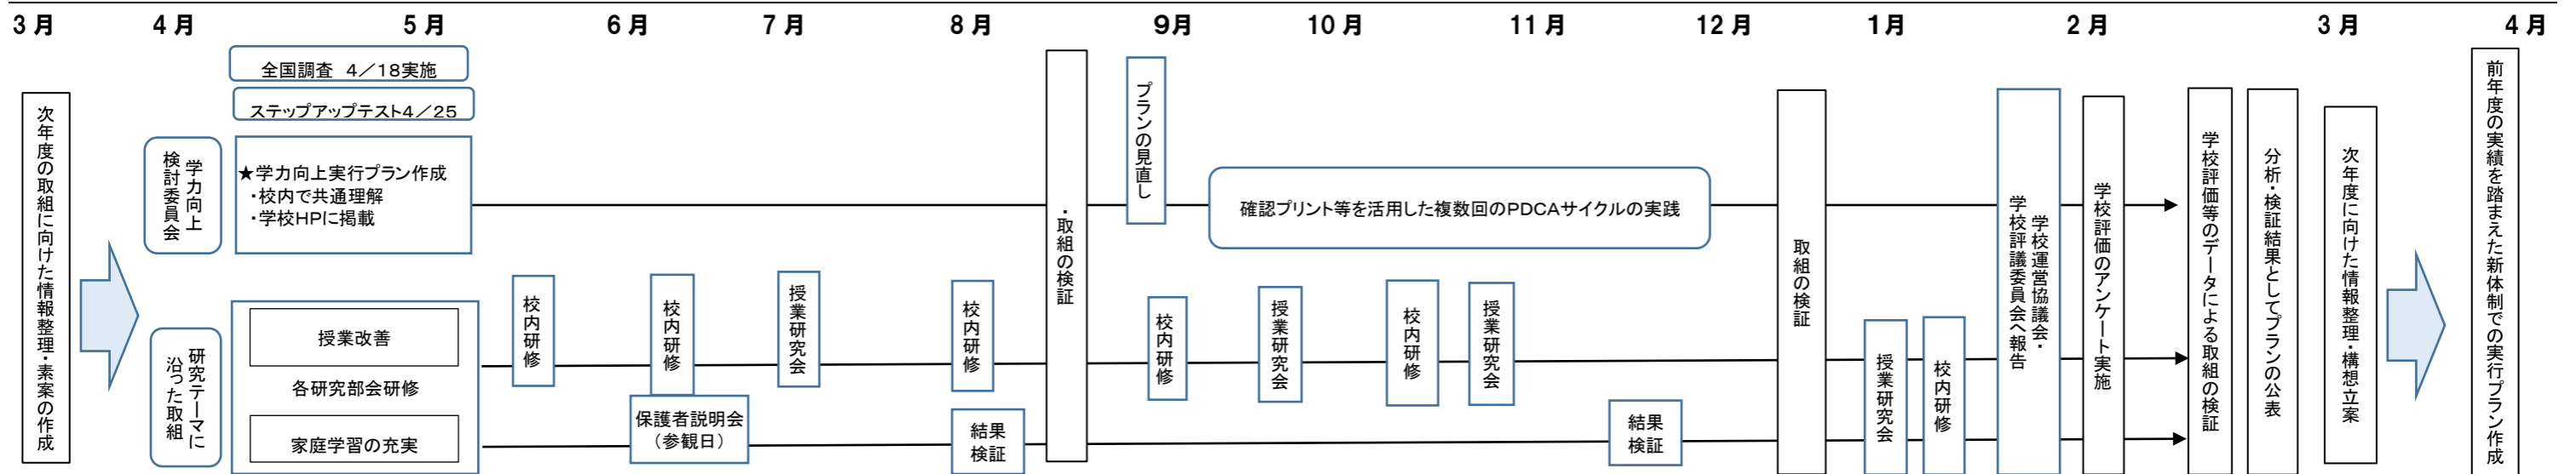 3月
4月
5月
6月
7月
8月
9月
10月
11月
12月
1月
2月
3月
4月
次年度の取組に向けた情報整理・素案の作成
全国調査 4／18実施
ステップアップテスト4／25
学力向上
検討委員会
★学力向上実行プラン作成
・校内で共通理解
・学校HPに掲載
研究テーマに
沿った取組
授業改善
各研究部会研修
家庭学習の充実
校内研修
校内研修
保護者説明会
（参観日）
授業研究会
校内研修
結果
検証
・取組の検証
プランの見直し
確認プリント等を活用した複数回のPDCAサイクルの実践
校内研修
授業研究会
校内研修
授業研究会
結果
検証
取組の検証
授業研究会
校内研修
学校運営協議会・
学校評議委員会へ報告
学校評価のアンケート実施
学校評価等のデータによる取組の検証
分析・検証結果としてプランの公表
次年度に向けた情報整理・構想立案
前年度の実績を踏まえた新体制での実行プラン作成